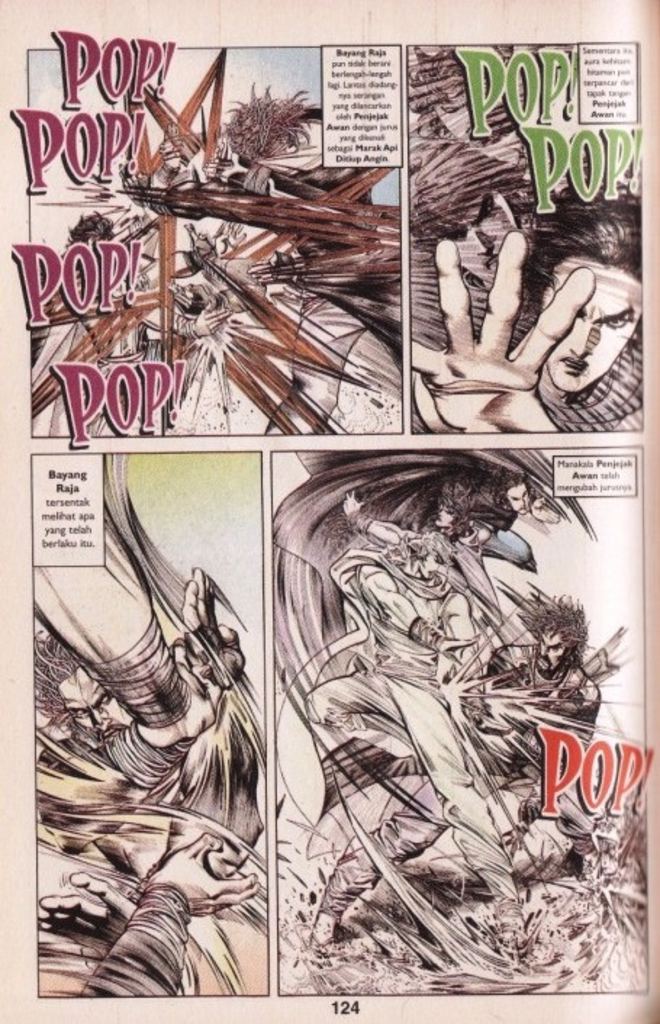 POP!
POP!
POP!
POP!
Bayang Raja
pun tidak berani
berlengah-lengah
lagi. Lantas diadang-
nya serangan
yang dilancarkan
oleh Penjejak
Awan dengan jurus
yang dikenali
sebagai Marak Api
Ditiup Angin.
POP!
POP!
Sementara itu,
aura kehitam-
hitaman pun
terpancar dari
tapak tangan
Penjejak
Awan itu.
Bayang
Raja
tersentak
melihat apa
yang telah
berlaku itu.
Manakala Penjejak
Awan telah
mengubah jurusnya.
POP!
124